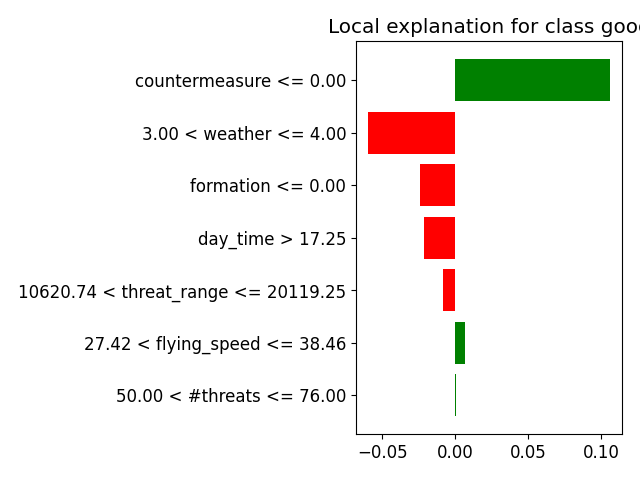 Local explanation for class good
countermeasure <= 0.00
3.00 < weather <= 4.00
formation <= 0.00
day_time > 17.25
10620.74 < threat_range <= 20119.25
27.42 < flying_speed <= 38.46
50.00 < #threats <= 76.00
−0.05 0.00 0.05 0.10